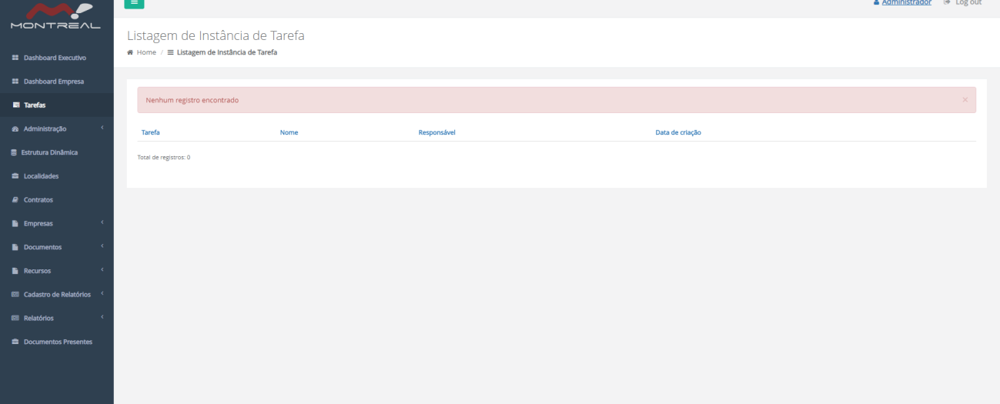 MONTREAL
Dashboard Executivo
Dashboard Empresa
Tarefas
Administração
Estrutura Dinâmica
Localidades
Contratos
Empresas
Documentos
Recursos
Cadastro de Relatórios
Relatórios
Documentos Presentes
Administrador Log out
Listagem de Instância de Tarefa
Home / Listagem de Instância de Tarefa
Nenhum registro encontrado ×
Tarefa Nome Responsável Data de criação
Total de registros: 0